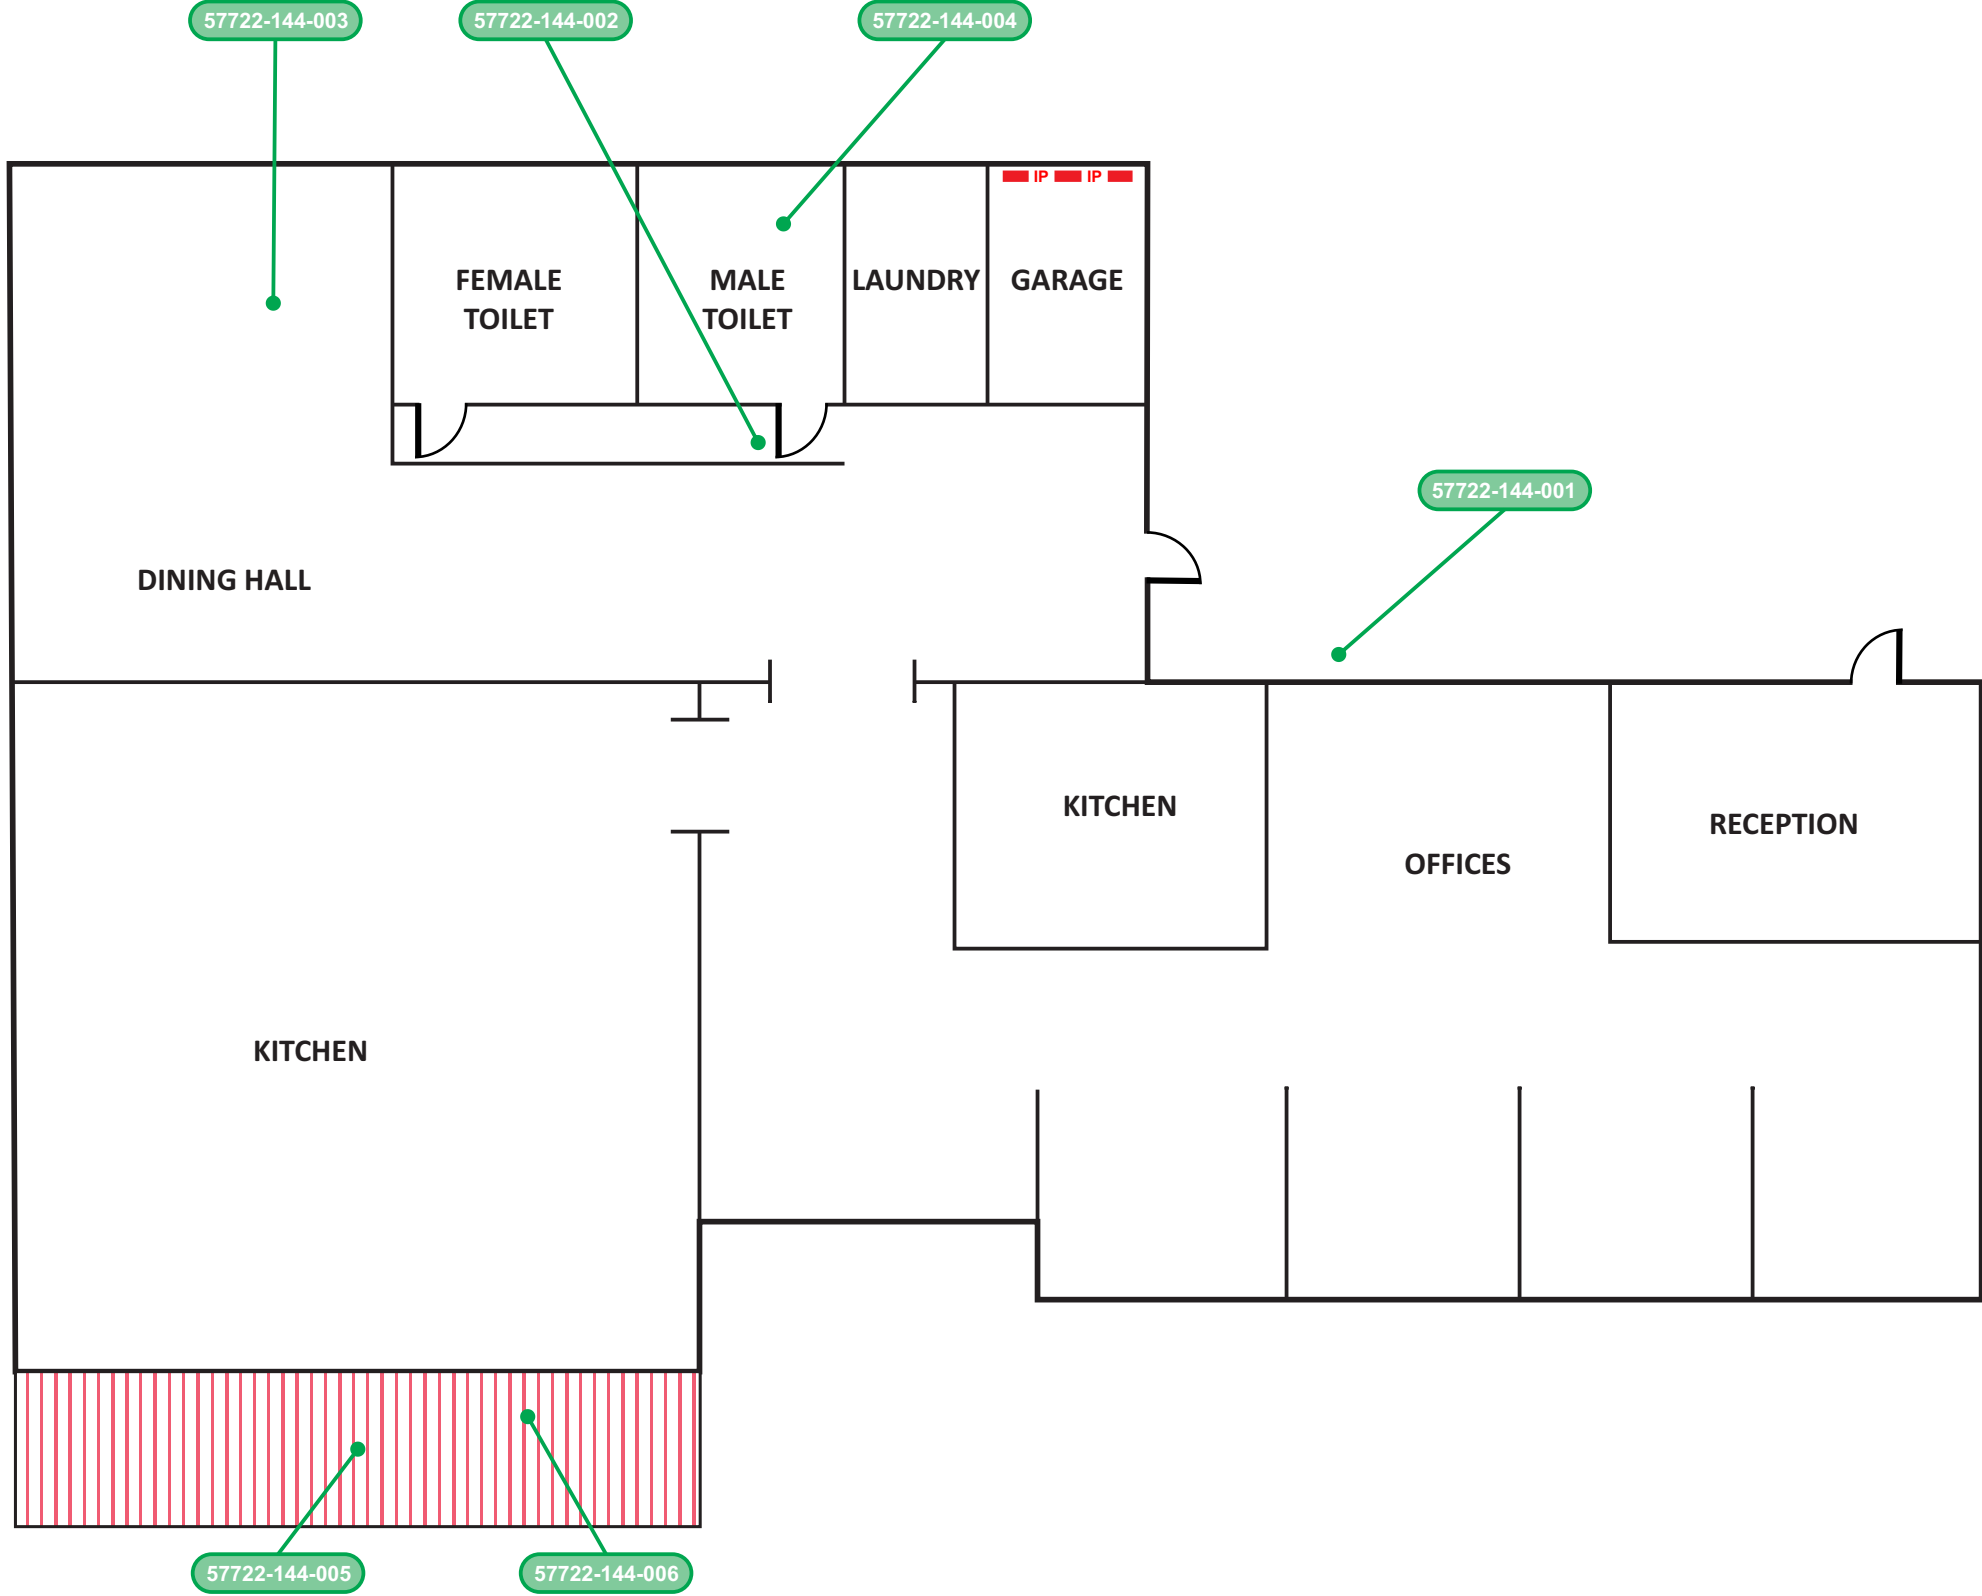 57722-144-003
57722-144-002
57722-144-004
IP IP
FEMALE
TOILET
MALE
TOILET
LAUNDRY
GARAGE
57722-144-001
DINING HALL
KITCHEN
RECEPTION
OFFICES
KITCHEN
57722-144-005
57722-144-006